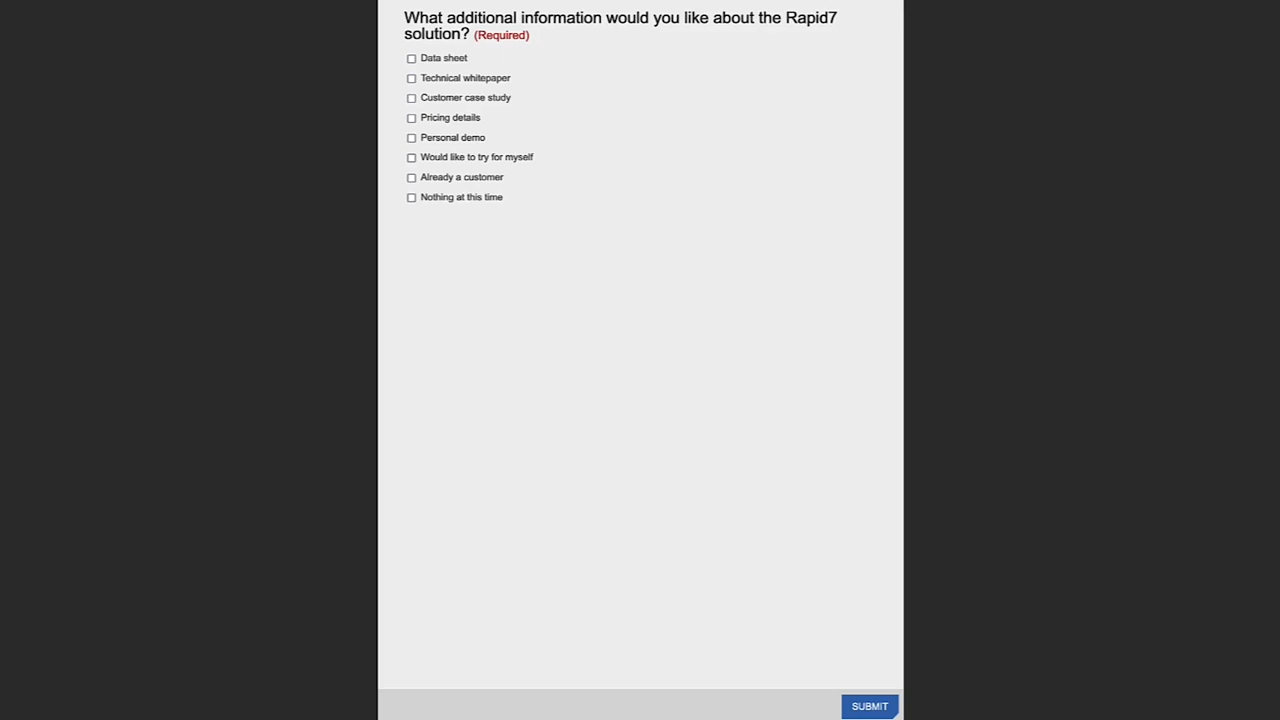 What additional information would you like about the Rapid7
solution? (Required)
Data sheet
Technical whitepaper
Customer case study
Pricing details
Personal demo
Would like to try for myself
Already a customer
Nothing at this time
SUBMIT